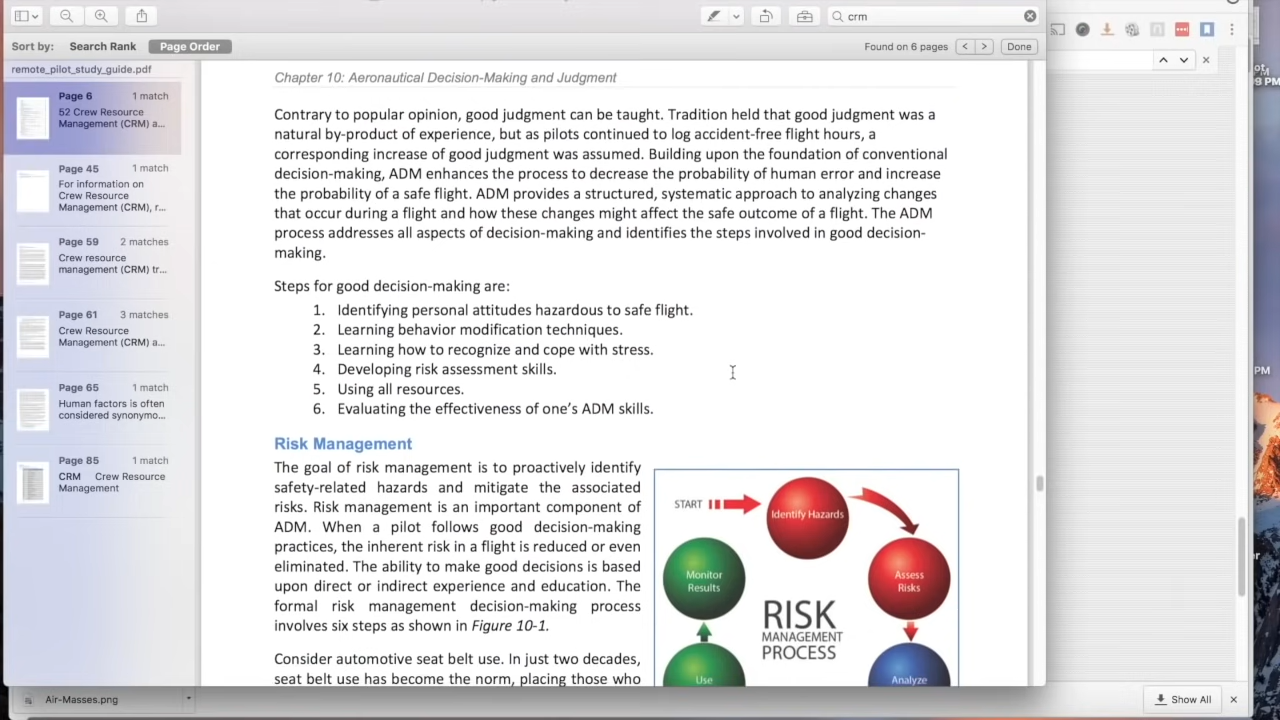 crm
Sort by: Search Rank Page Order
Found on 6 pages
Done
remote_pilot_study_guide.pdf
Page 6 1 match
52 Crew Resource
Management (CRM) a...
Page 45 1 match
For information on
Crew Resource
Management (CRM), r...
Page 59 2 matches
Crew resource
management (CRM) tr...
Page 61 3 matches
Crew Resource
Management (CRM) a...
Page 65 1 match
Human factors is often
considered synonymo...
Page 85 1 match
CRM Crew Resource
Management
Chapter 10: Aeronautical Decision-Making and Judgment
Contrary to popular opinion, good judgment can be taught. Tradition held that good judgment was a
natural by-product of experience, but as pilots continued to log accident-free flight hours, a
corresponding increase of good judgment was assumed. Building upon the foundation of conventional
decision-making, ADM enhances the process to decrease the probability of human error and increase
the probability of a safe flight. ADM provides a structured, systematic approach to analyzing changes
that occur during a flight and how these changes might affect the safe outcome of a flight. The ADM
process addresses all aspects of decision-making and identifies the steps involved in good decision-
making.
Steps for good decision-making are:
1. Identifying personal attitudes hazardous to safe flight.
2. Learning behavior modification techniques.
3. Learning how to recognize and cope with stress.
4. Developing risk assessment skills.
5. Using all resources.
6. Evaluating the effectiveness of one's ADM skills.
Risk Management
The goal of risk management is to proactively identify
safety-related hazards and mitigate the associated
risks. Risk management is an important component of
ADM. When a pilot follows good decision-making
practices, the inherent risk in a flight is reduced or even
eliminated. The ability to make good decisions is based
upon direct or indirect experience and education. The
formal risk management decision-making process
involves six steps as shown in Figure 10-1.
Consider automotive seat belt use. In just two decades,
seat belt use has become the norm, placing those who
START
Identify Hazards
Assess
Risks
Analyze
Use
Monitor
Results
RISK
MANAGEMENT
PROCESS
ot
9 PM
PM
or
Air-Masses.png
Show All